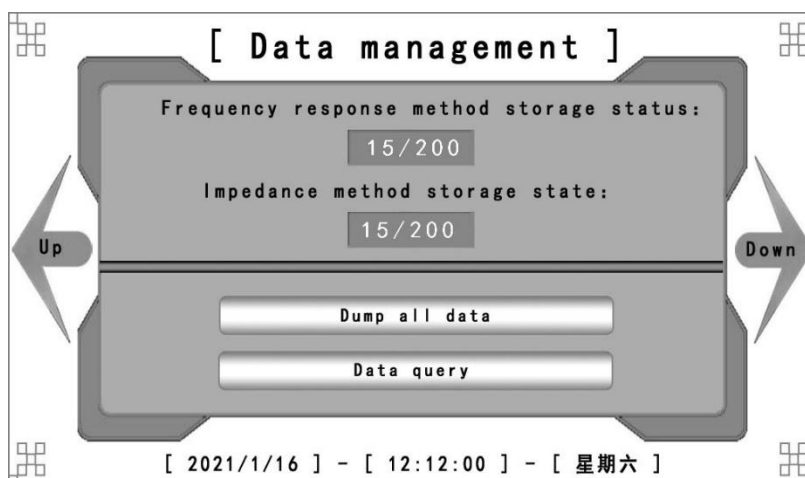 [ Data management ]
Frequency response method storage status:
15/200
Impedance method storage state:
15/200
Up
Down
Dump all data
Data query
[ 2021/1/16 ] - [ 12:12:00 ] - [ 星期六 ]